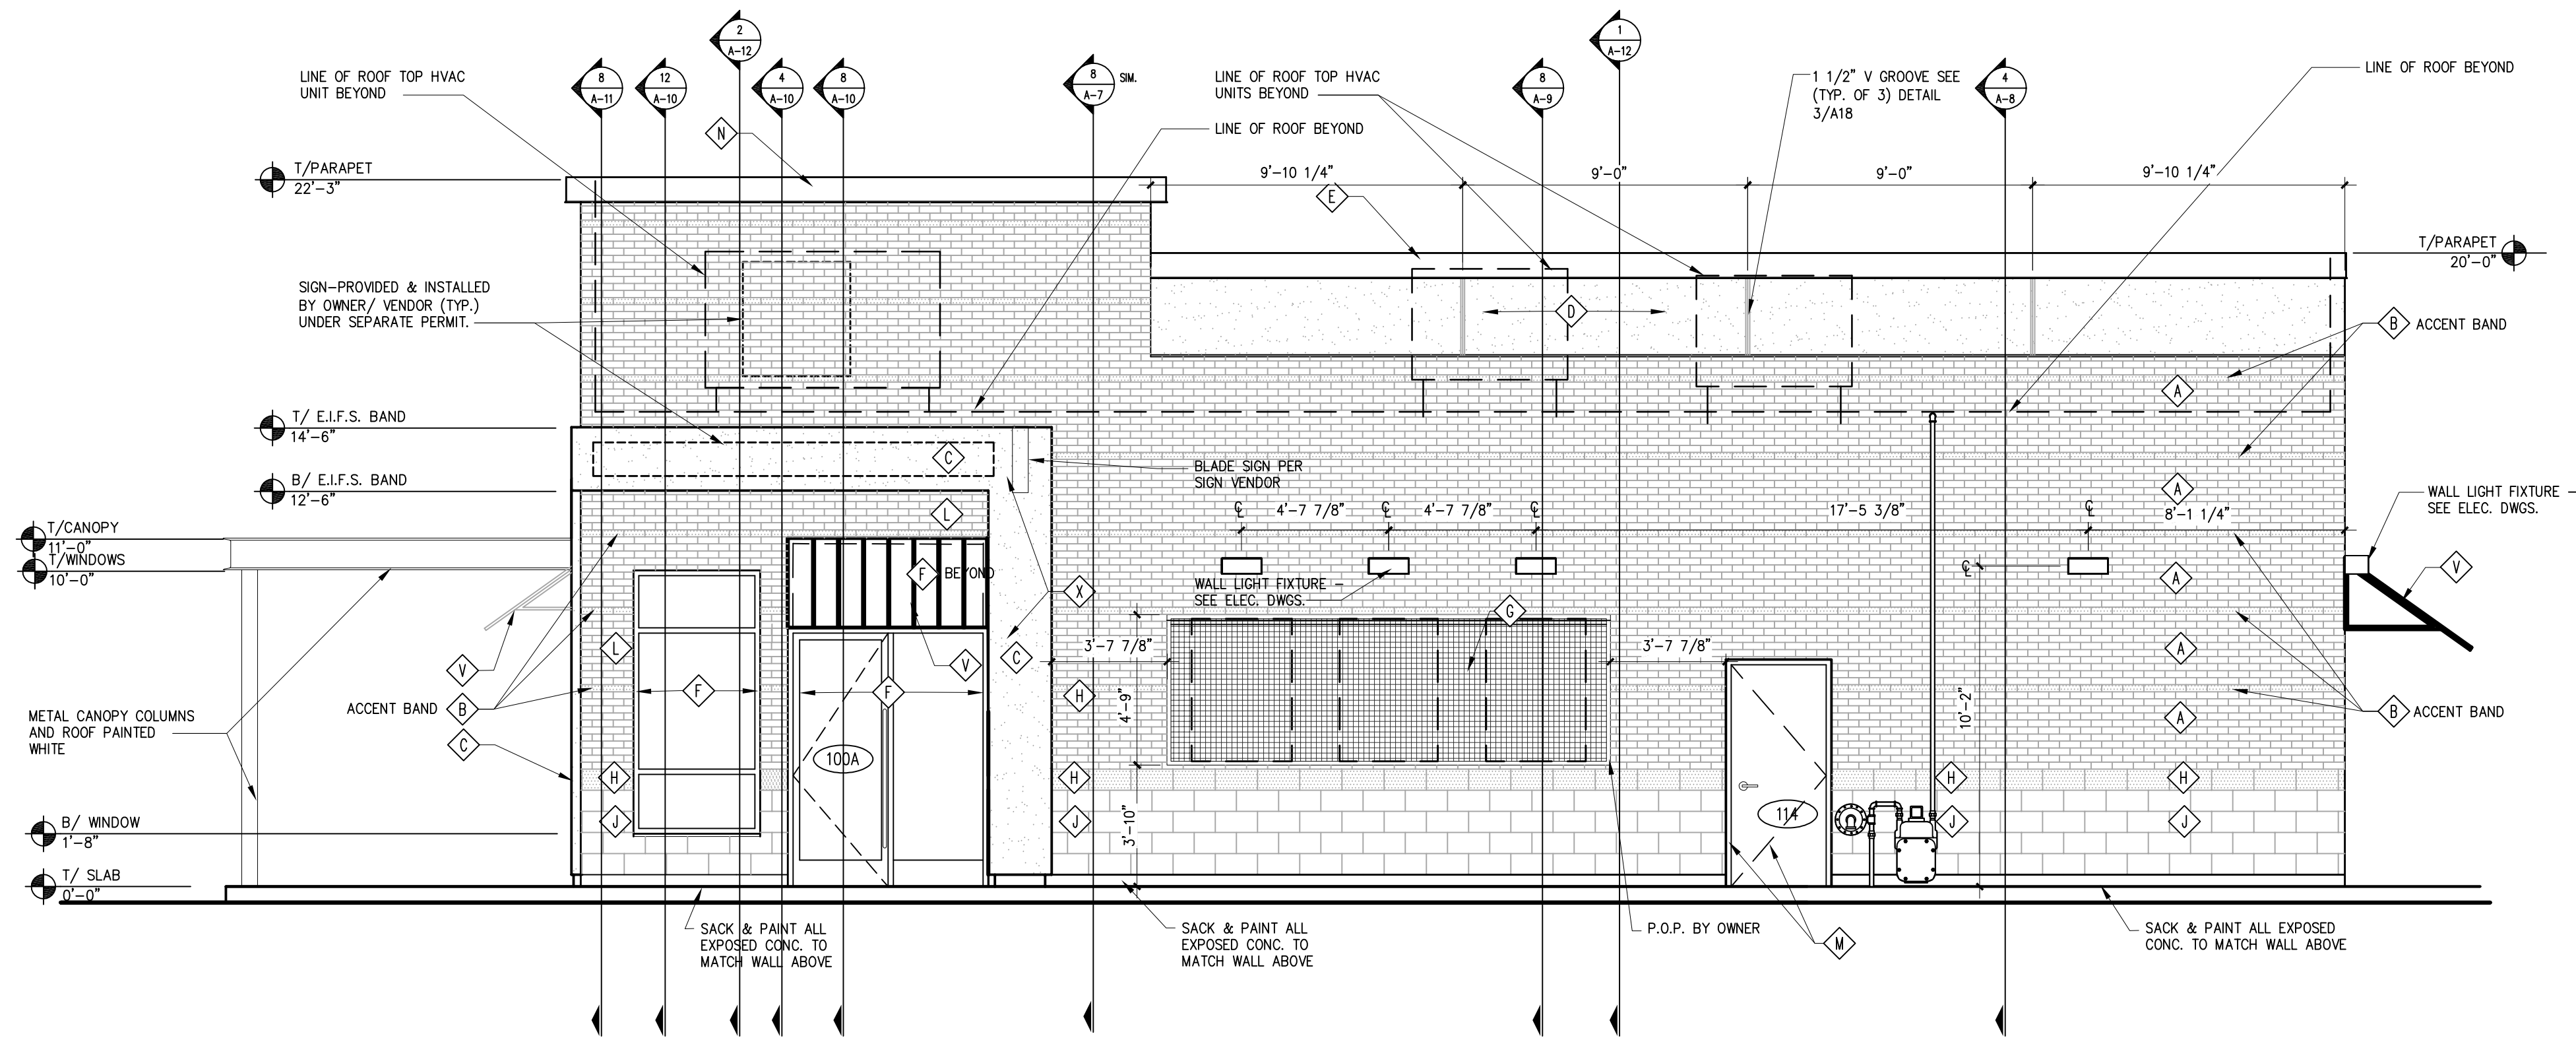 2
A-12
1
A-12
8
A-11
12
A-10
4
A-10
8
A-10
8
A-7
SIM.
8
A-9
4
A-8
LINE OF ROOF TOP HVAC
UNIT BEYOND
LINE OF ROOF TOP HVAC
UNITS BEYOND
1 1/2" V GROOVE SEE
(TYP. OF 3) DETAIL
3/A18
LINE OF ROOF BEYOND
N
LINE OF ROOF BEYOND
T/PARAPET
22'-3"
9'-10 1/4"
9'-0"
9'-0"
9'-10 1/4"
E
T/PARAPET
20'-0"
SIGN-PROVIDED & INSTALLED
BY OWNER/ VENDOR (TYP.)
UNDER SEPARATE PERMIT.
D
B
ACCENT BAND
A
T/ E.I.F.S. BAND
14'-6"
C
BLADE SIGN PER
SIGN VENDOR
B/ E.I.F.S. BAND
12'-6"
A
WALL LIGHT FIXTURE -
SEE ELEC. DWGS.
L
℄
4'-7 7/8"
℄
4'-7 7/8"
℄
17'-5 3/8"
℄
8'-1 1/4"
T/CANOPY
11'-0"
T/WINDOWS
10'-0"
F
BEYOND
WALL LIGHT FIXTURE -
SEE ELEC. DWGS.
℄
A
V
X
G
V
L
V
C
3'-7 7/8"
3'-7 7/8"
A
F
F
H
4'-9"
10'-2"
A
ACCENT BAND
B
B
ACCENT BAND
METAL CANOPY COLUMNS
AND ROOF PAINTED
WHITE
C
100A
H
H
H
H
114
J
J
J
J
3'-10"
B/ WINDOW
1'-8"
T/ SLAB
0'-0"
SACK & PAINT ALL
EXPOSED CONC. TO
MATCH WALL ABOVE
SACK & PAINT ALL
EXPOSED CONC. TO
MATCH WALL ABOVE
P.O.P. BY OWNER
M
SACK & PAINT ALL EXPOSED
CONC. TO MATCH WALL ABOVE